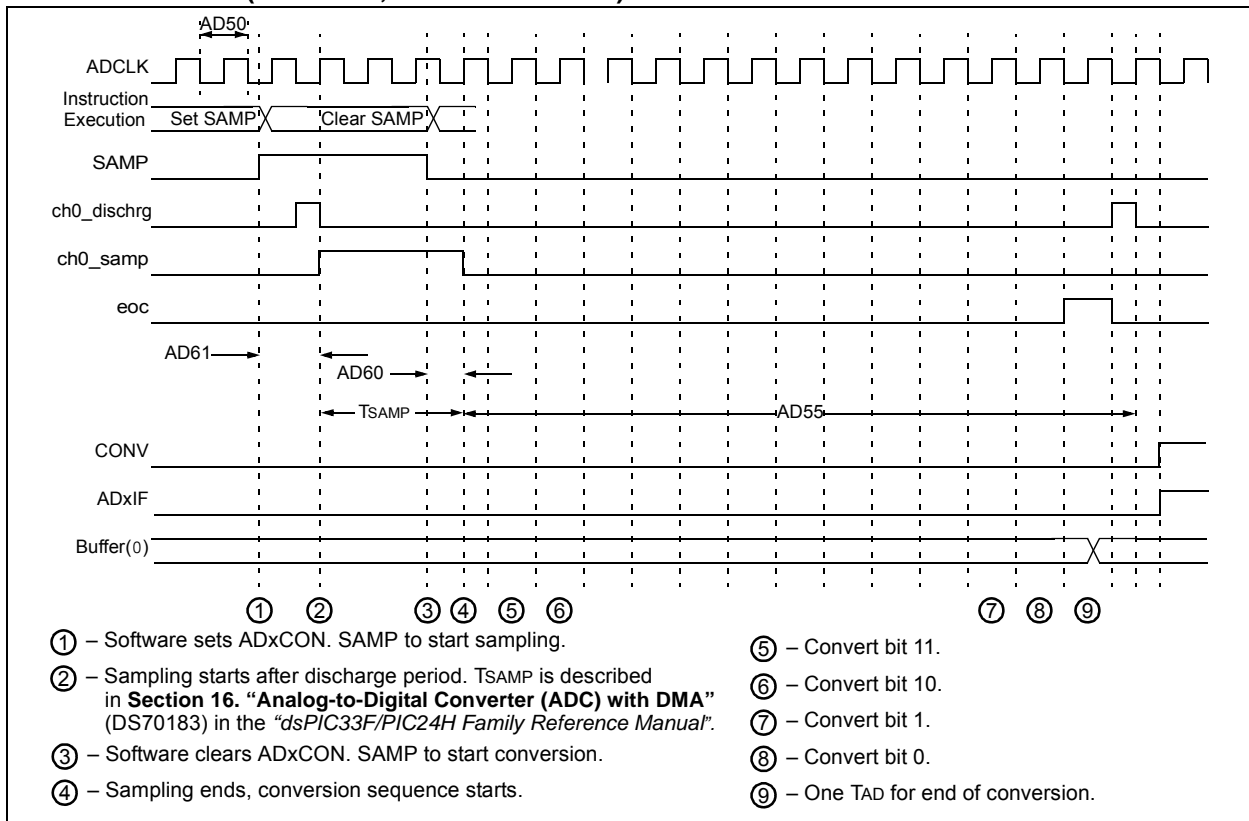 AD50
ADCLK
Instruction
Execution
Set SAMP
Clear SAMP
SAMP
ch0_dischrg
ch0_samp
eoc
AD61
AD60
TSAMP
AD55
CONV
ADxIF
Buffer(0)
1 2 3 4 5 6 7 8 9
1 – Software sets ADxCON. SAMP to start sampling.
2 – Sampling starts after discharge period. TSAMP is described
in Section 16. “Analog-to-Digital Converter (ADC) with DMA”
(DS70183) in the “dsPIC33F/PIC24H Family Reference Manual”.
3 – Software clears ADxCON. SAMP to start conversion.
4 – Sampling ends, conversion sequence starts.
5 – Convert bit 11.
6 – Convert bit 10.
7 – Convert bit 1.
8 – Convert bit 0.
9 – One TAD for end of conversion.